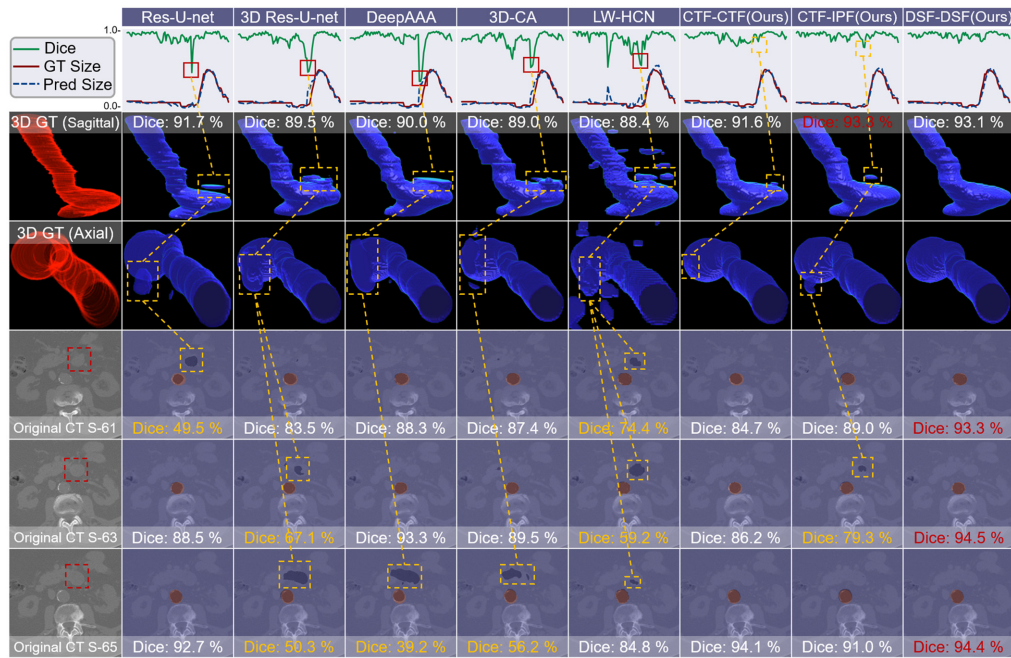 Res-U-net 3D Res-U-net DeepAAA 3D-CA LW-HCN CTF-CTF(Ours) CTF-IPF(Ours) DSF-DSF(Ours)
1.0
Dice
GT Size
Pred Size
0.0
3D GT (Sagittal) Dice: 91.7 % Dice: 89.5 % Dice: 90.0 % Dice: 89.0 % Dice: 88.4 % Dice: 91.6 % Dice: 93.3 % Dice: 93.1 %
3D GT (Axial)
Original CT S-61 Dice: 49.5 % Dice: 83.5 % Dice: 88.3 % Dice: 87.4 % Dice: 74.4 % Dice: 84.7 % Dice: 89.0 % Dice: 93.3 %
Original CT S-63 Dice: 88.5 % Dice: 67.1 % Dice: 93.3 % Dice: 89.5 % Dice: 59.2 % Dice: 86.2 % Dice: 79.3 % Dice: 94.5 %
Original CT S-65 Dice: 92.7 % Dice: 50.3 % Dice: 39.2 % Dice: 56.2 % Dice: 84.8 % Dice: 94.1 % Dice: 91.0 % Dice: 94.4 %